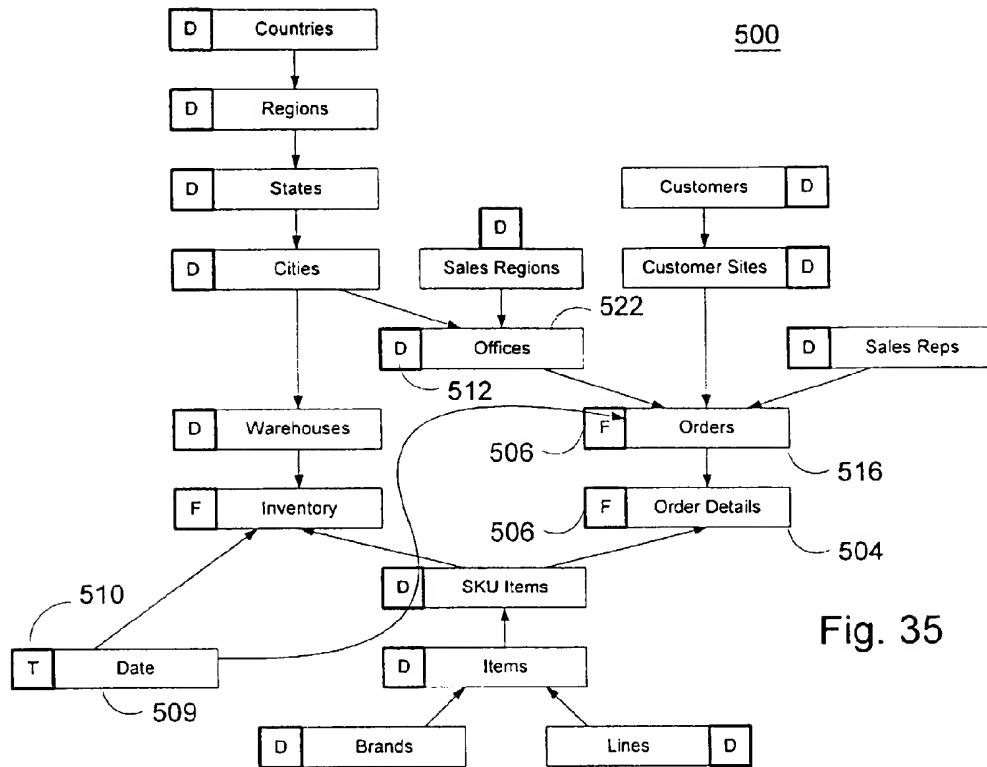 D Countries
500
D Regions
D States
Customers D
D
D Cities
Sales Regions
Customer Sites D
522
D Offices
D Sales Reps
512
D Warehouses
F Orders
506
516
F Inventory
F Order Details
506
504
D SKU Items
510
Fig. 35
T Date
D Items
509
D Brands
Lines D